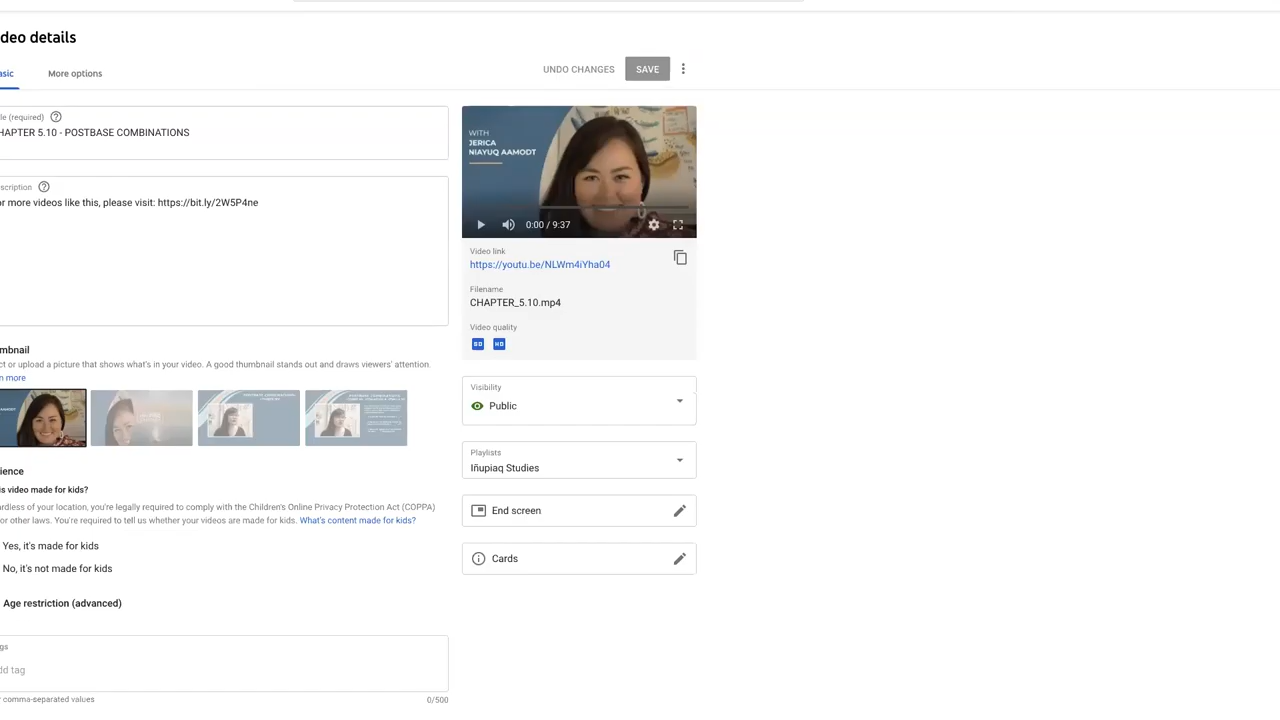 deo details
asic
More options
UNDO CHANGES
SAVE
le (required)
HAPTER 5.10 - POSTBASE COMBINATIONS
scription
or more videos like this, please visit: https://bit.ly/2W5P4ne
WITH
JERICA
NIAYUQ AAMODT
0:00 / 9:37
Video link
https://youtu.be/NLWm4iYha04
Filename
CHAPTER_5.10.mp4
Video quality
SD HD
mbnail
ct or upload a picture that shows what's in your video. A good thumbnail stands out and draws viewers' attention.
n more
AAMODT
Visibility
Public
Playlists
Iñupiaq Studies
End screen
Cards
ience
is video made for kids?
ardless of your location, you're legally required to comply with the Children's Online Privacy Protection Act (COPPA)
or other laws. You're required to tell us whether your videos are made for kids. What's content made for kids?
Yes, it's made for kids
No, it's not made for kids
Age restriction (advanced)
gs
dd tag
r comma-separated values
0/500